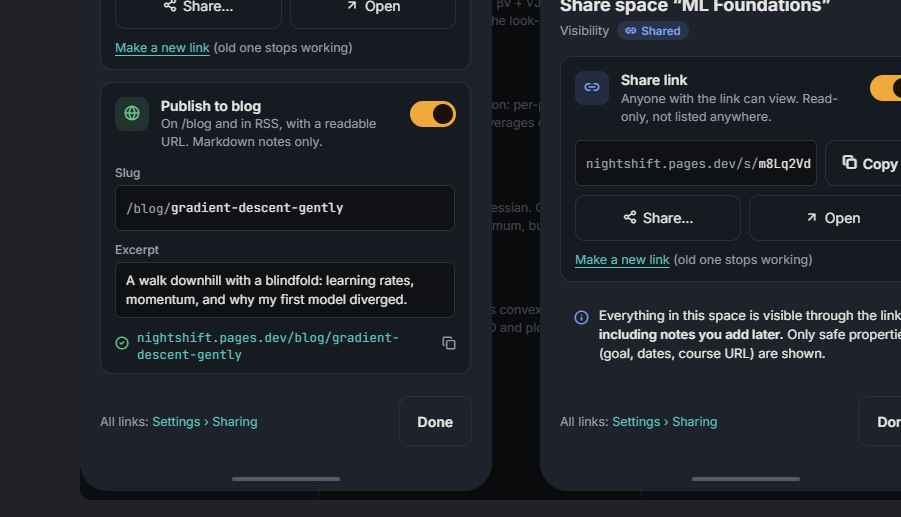 Share...
Open
Make a new link (old one stops working)
Publish to blog
On /blog and in RSS, with a readable
URL. Markdown notes only.
Slug
/blog/gradient-descent-gently
Excerpt
A walk downhill with a blindfold: learning rates,
momentum, and why my first model diverged.
nightshift.pages.dev/blog/gradient-
descent-gently
All links: Settings › Sharing
Done
Share space “ML Foundations”
Visibility
Shared
Share link
Anyone with the link can view. Read-
only, not listed anywhere.
nightshift.pages.dev/s/m8Lq2Vd
Copy
Share...
Open
Make a new link (old one stops working)
Everything in this space is visible through the link,
including notes you add later. Only safe
(goal, dates, course URL) are shown.
All links: Settings › Sharing